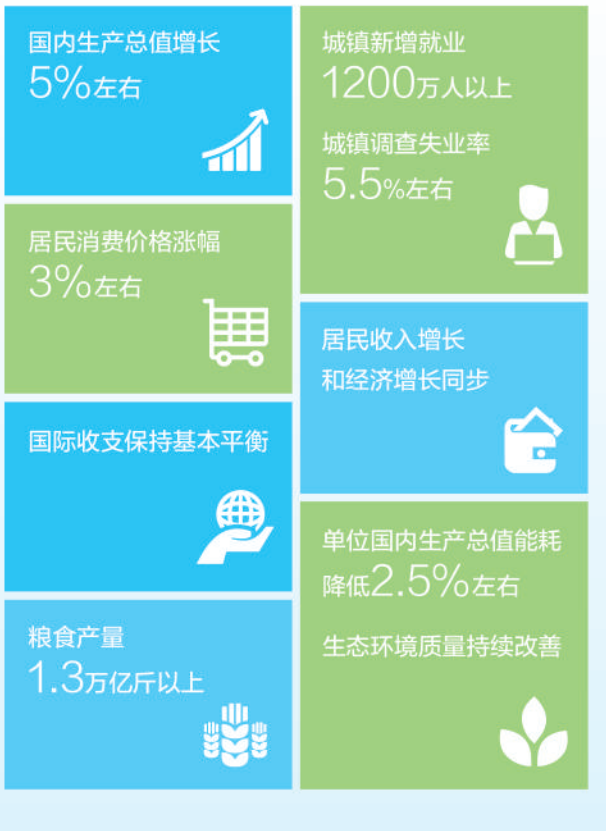 国内生产总值增长
5%左右
居民消费价格涨幅
3%左右
国际收支保持基本平衡
粮食产量
1.3万亿斤以上
城镇新增就业
1200万人以上
城镇调查失业率
5.5%左右
居民收入增长
和经济增长同步
单位国内生产总值能耗
降低2.5%左右
生态环境质量持续改善